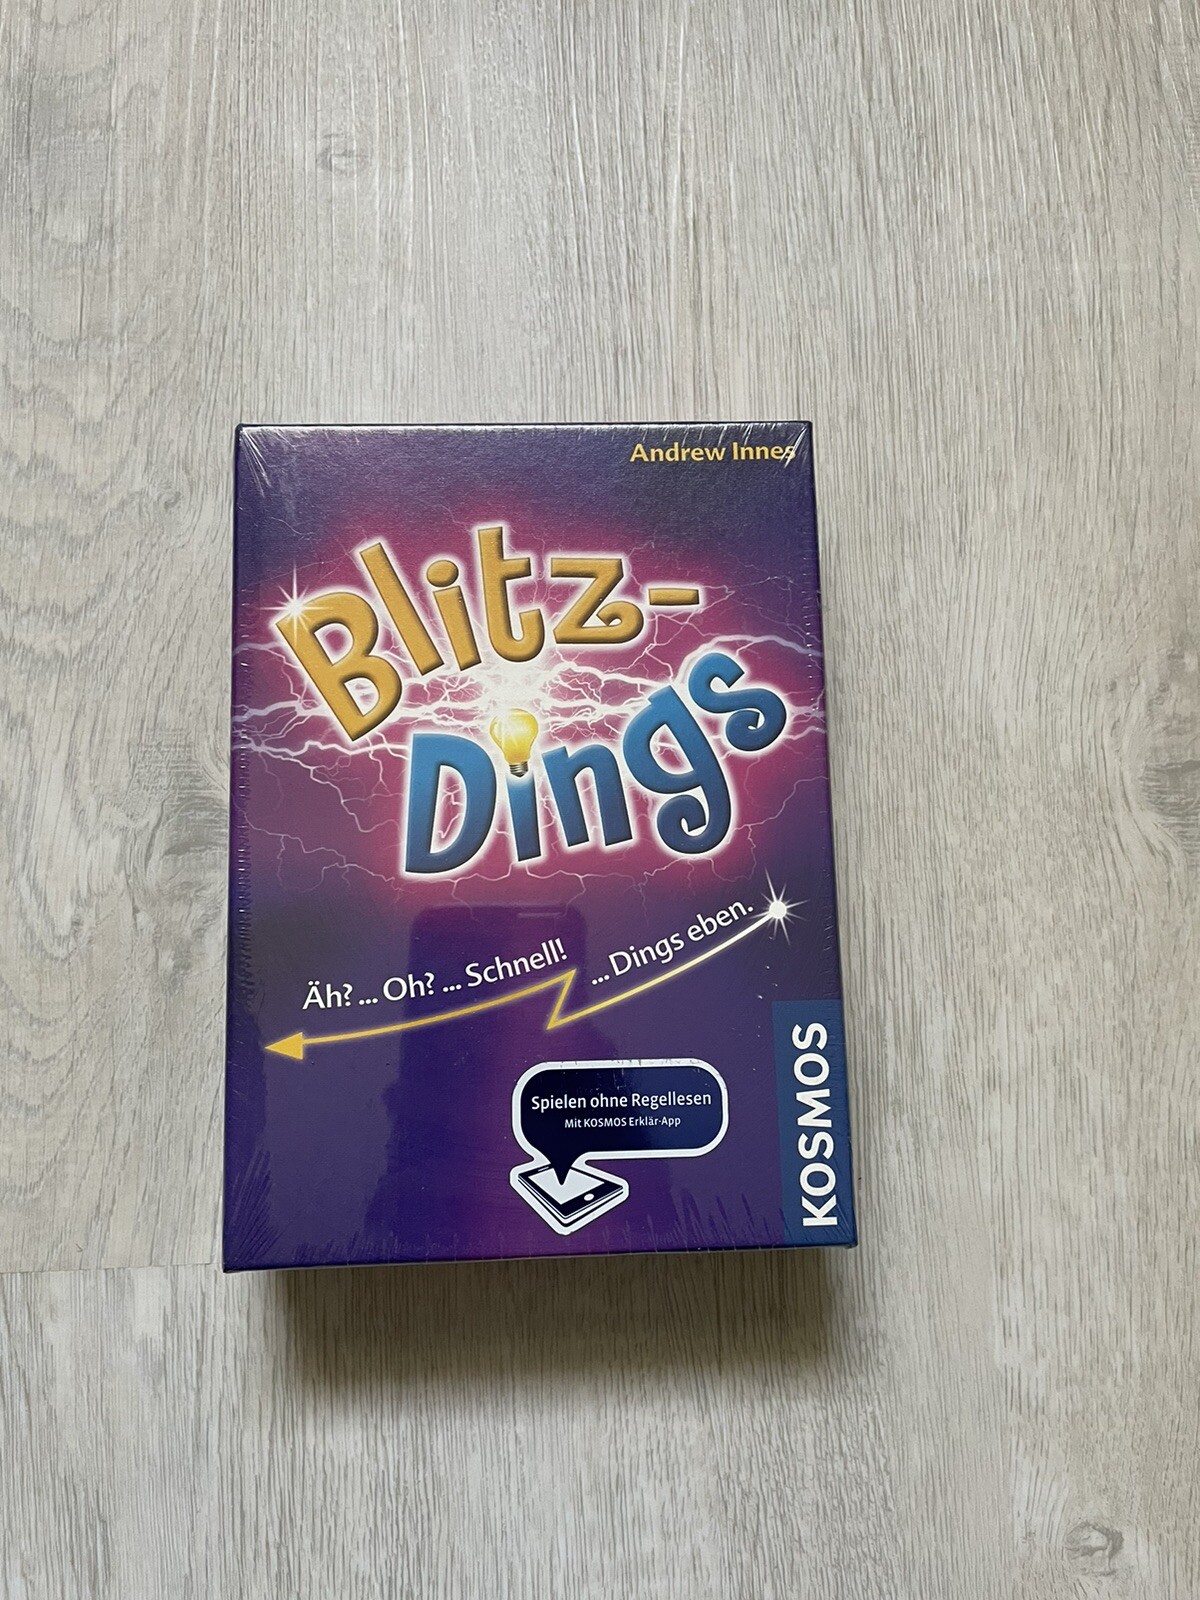 Andrew Innes
Blitz-
Dings
Äh? ... Oh? ... Schnell! ... Dings eben.
Spielen ohne Regellesen
Mit KOSMOS Erklär-App
KOSMOS